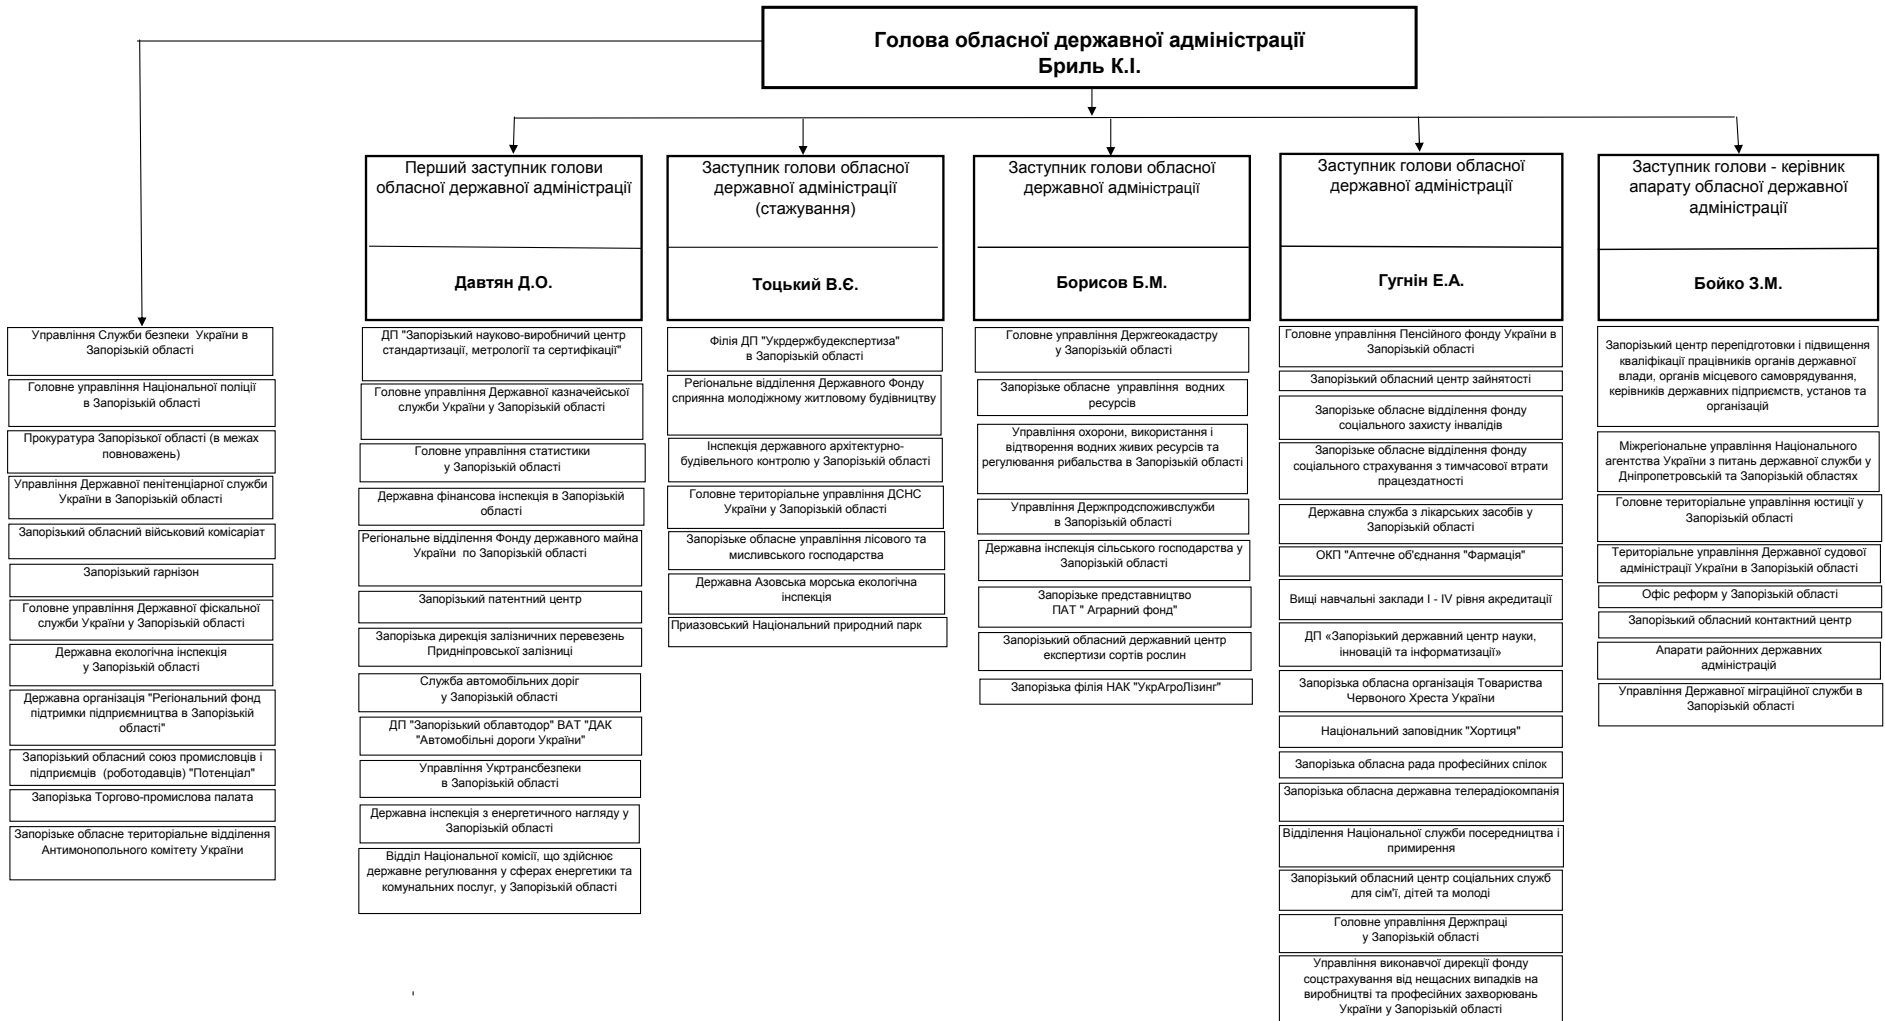 Голова обласної державної адміністрації
Бриль К.І.
Перший заступник голови
обласної державної адміністрації
Давтян Д.О.
Заступник голови обласної
державної адміністрації
(стажування)
Тоцький В.Є.
Заступник голови обласної
державної адміністрації
Борисов Б.М.
Заступник голови обласної
державної адміністрації
Гугнін Е.А.
Заступник голови - керівник
апарату обласної державної
адміністрації
Бойко З.М.
Управління Служби безпеки України в
Запорізькій області
Головне управління Національної поліції
в Запорізькій області
Прокуратура Запорізької області (в межах
повноважень)
Управління Державної пенітенціарної служби
України в Запорізькій області
Запорізький обласний військовий комісаріат
Запорізький гарнізон
Головне управління Державної фіскальної
служби України у Запорізькій області
Державна екологічна інспекція
у Запорізькій області
Державна організація "Регіональний фонд
підтримки підприємництва в Запорізькій
області"
Запорізький обласний союз промисловців і
підприємців (роботодавців) "Потенціал"
Запорізька Торгово-промислова палата
Запорізьке обласне територіальне відділення
Антимонопольного комітету України
ДП "Запорізький науково-виробничий центр
стандартизації, метрології та сертифікації"
Головне управління Державної казначейської
служби України у Запорізькій області
Головне управління статистики
у Запорізькій області
Державна фінансова інспекція в Запорізькій
області
Регіональне відділення Фонду державного майна
України по Запорізькій області
Запорізький патентний центр
Запорізька дирекція залізничних перевезень
Придніпровської залізниці
Служба автомобільних доріг
у Запорізькій області
ДП "Запорізький облавтодор" ВАТ "ДАК
"Автомобільні дороги України"
Управління Укртрансбезпеки
в Запорізькій області
Державна інспекція з енергетичного нагляду у
Запорізькій області
Відділ Національної комісії, що здійснює
державне регулювання у сферах енергетики та
комунальних послуг, у Запорізькій області
Філія ДП "Укрдержбудекспертиза"
в Запорізькій області
Регіональне відділення Державного Фонду
сприянна молодіжному житловому будівництву
Інспекція державного архітектурно-
будівельного контролю у Запорізькій області
Головне територіальне управління ДСНС
України у Запорізькій області
Запорізьке обласне управління лісового та
мисливського господарства
Державна Азовська морська екологічна
інспекція
Приазовський Національний природний парк
Головне управління Держгеокадастру
у Запорізькій області
Запорізьке обласне управління водних
ресурсів
Управління охорони, використання і
відтворення водних живих ресурсів та
регулювання рибальства в Запорізькій області
Управління Держпродспоживслужби
в Запорізькій області
Державна інспекція сільського господарства у
Запорізькій області
Запорізьке представництво
ПАТ " Аграрний фонд"
Запорізький обласний державний центр
експертизи сортів рослин
Запорізька філія НАК "УкрАгроЛізинг"
Головне управління Пенсійного фонду України в
Запорізькій області
Запорізький обласний центр зайнятості
Запорізьке обласне відділення фонду
соціального захисту інвалідів
Запорізьке обласне відділення фонду
соціального страхування з тимчасової втрати
працездатності
Державна служба з лікарських засобів у
Запорізькій області
ОКП "Аптечне об'єднання "Фармація"
Вищі навчальні заклади І - IV рівня акредитації
ДП «Запорізький державний центр науки,
інновацій та інформатизації»
Запорізька обласна організація Товариства
Червоного Хреста України
Національний заповідник "Хортиця"
Запорізька обласна рада професійних спілок
Запорізька обласна державна телерадіокомпанія
Відділення Національної служби посередництва і
примирення
Запорізький обласний центр соціальних служб
для сім'ї, дітей та молоді
Головне управління Держпраці
у Запорізькій області
Управління виконавчої дирекції фонду
соцстрахування від нещасних випадків на
виробництві та професійних захворювань
України у Запорізькій області
Запорізький центр перепідготовки і підвищення
кваліфікації працівників органів державної
влади, органів місцевого самоврядування,
керівників державних підприємств, установ та
організацій
Міжрегіональне управління Національного
агентства України з питань державної служби у
Дніпропетровській та Запорізькій областях
Головне територіальне управління юстиції у
Запорізькій області
Територіальне управління Державної судової
адміністрації України в Запорізькій області
Офіс реформ у Запорізькій області
Запорізький обласний контактний центр
Апарати районних державних
адміністрацій
Управління Державної міграційної служби в
Запорізькій області